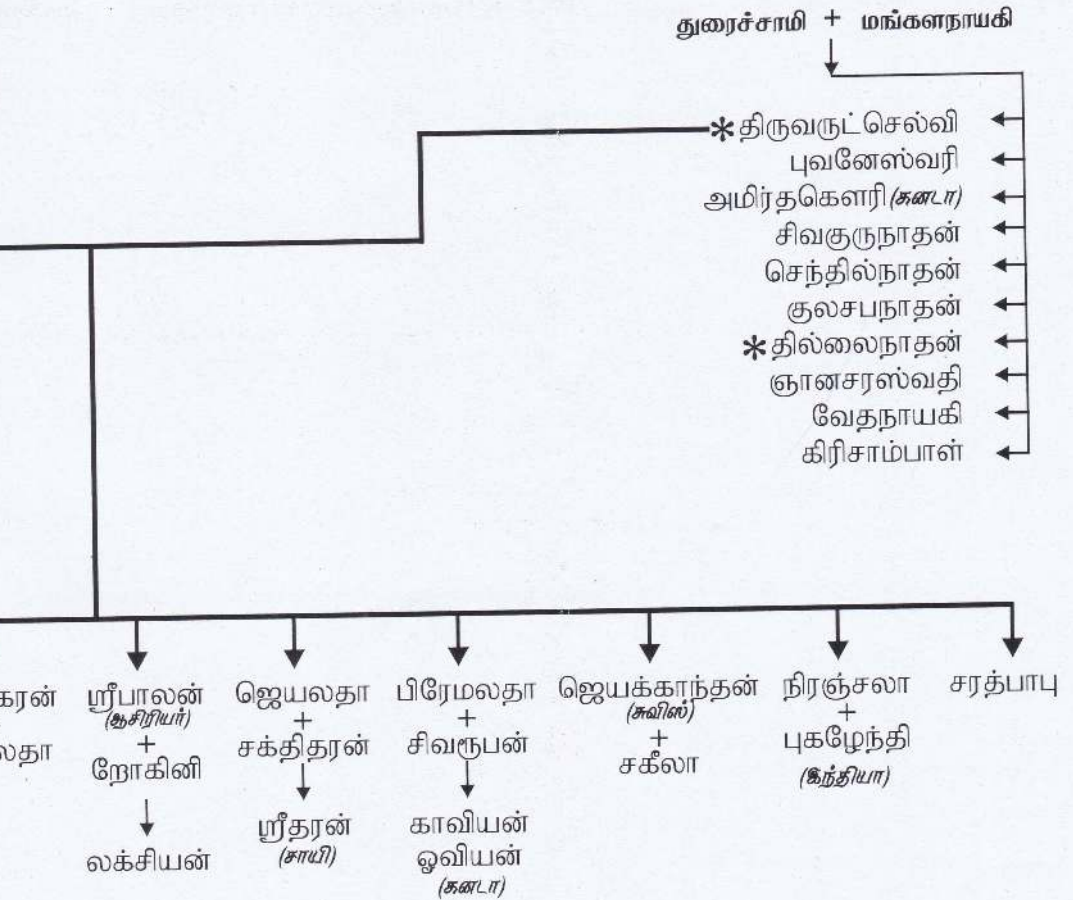 துரைச்சாமி + மங்களநாயகி
*திருவருட்செல்வி
புவனேஸ்வரி
அமிர்தகௌரி (கனடா)
சிவகுருநாதன்
செந்தில்நாதன்
குலசபநாதன்
*தில்லைநாதன்
ஞானசரஸ்வதி
வேதநாயகி
கிரிசாம்பாள்
கரன்
லதா
ஸ்ரீபாலன்
(ஆசிரியர்)
+
றோகினி
லக்சியன்
ஜெயலதா
+
சக்திதரன்
ஸ்ரீதரன்
(சாயி)
பிரேமலதா
+
சிவரூபன்
காவியன்
ஓவியன்
(கனடா)
ஜெயக்காந்தன்
(சுவிஸ்)
+
சகீலா
நிரஞ்சலா
+
புகழேந்தி
(இந்தியா)
சரத்பாபு